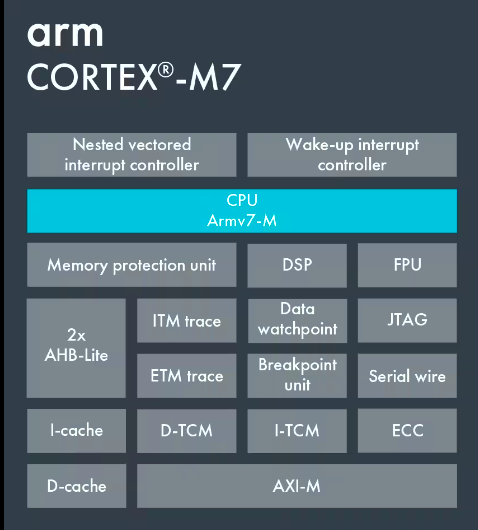 arm
CORTEX®-M7
Nested vectored
interrupt controller
Wake-up interrupt
controller
CPU
Armv7-M
Memory protection unit
DSP
FPU
2x
AHB-Lite
ITM trace
Data
watchpoint
JTAG
ETM trace
Breakpoint
unit
Serial wire
I-cache
D-TCM
I-TCM
ECC
D-cache
AXI-M